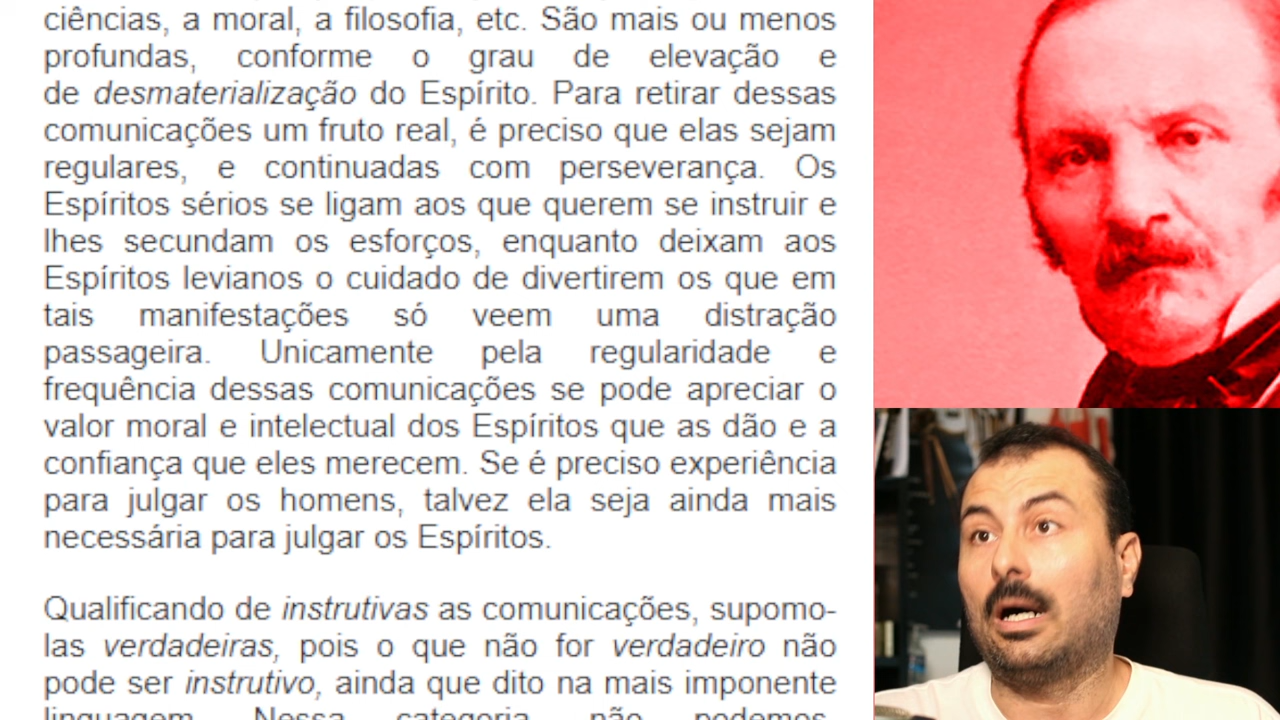 ciências, a moral, a filosofia, etc. São mais ou menos
profundas, conforme o grau de elevação e
de desmaterialização do Espírito. Para retirar dessas
comunicações um fruto real, é preciso que elas sejam
regulares, e continuadas com perseverança. Os
Espíritos sérios se ligam aos que querem se instruir e
lhes secundam os esforços, enquanto deixam aos
Espíritos levianos o cuidado de divertirem os que em
tais manifestações só veem uma distração
passageira. Unicamente pela regularidade e
frequência dessas comunicações se pode apreciar o
valor moral e intelectual dos Espíritos que as dão e a
confiança que eles merecem. Se é preciso experiência
para julgar os homens, talvez ela seja ainda mais
necessária para julgar os Espíritos.
Qualificando de instrutivas as comunicações, supomo-
las verdadeiras, pois o que não for verdadeiro não
pode ser instrutivo, ainda que dito na mais imponente
linguagem. Nessa categoria, não podemos,